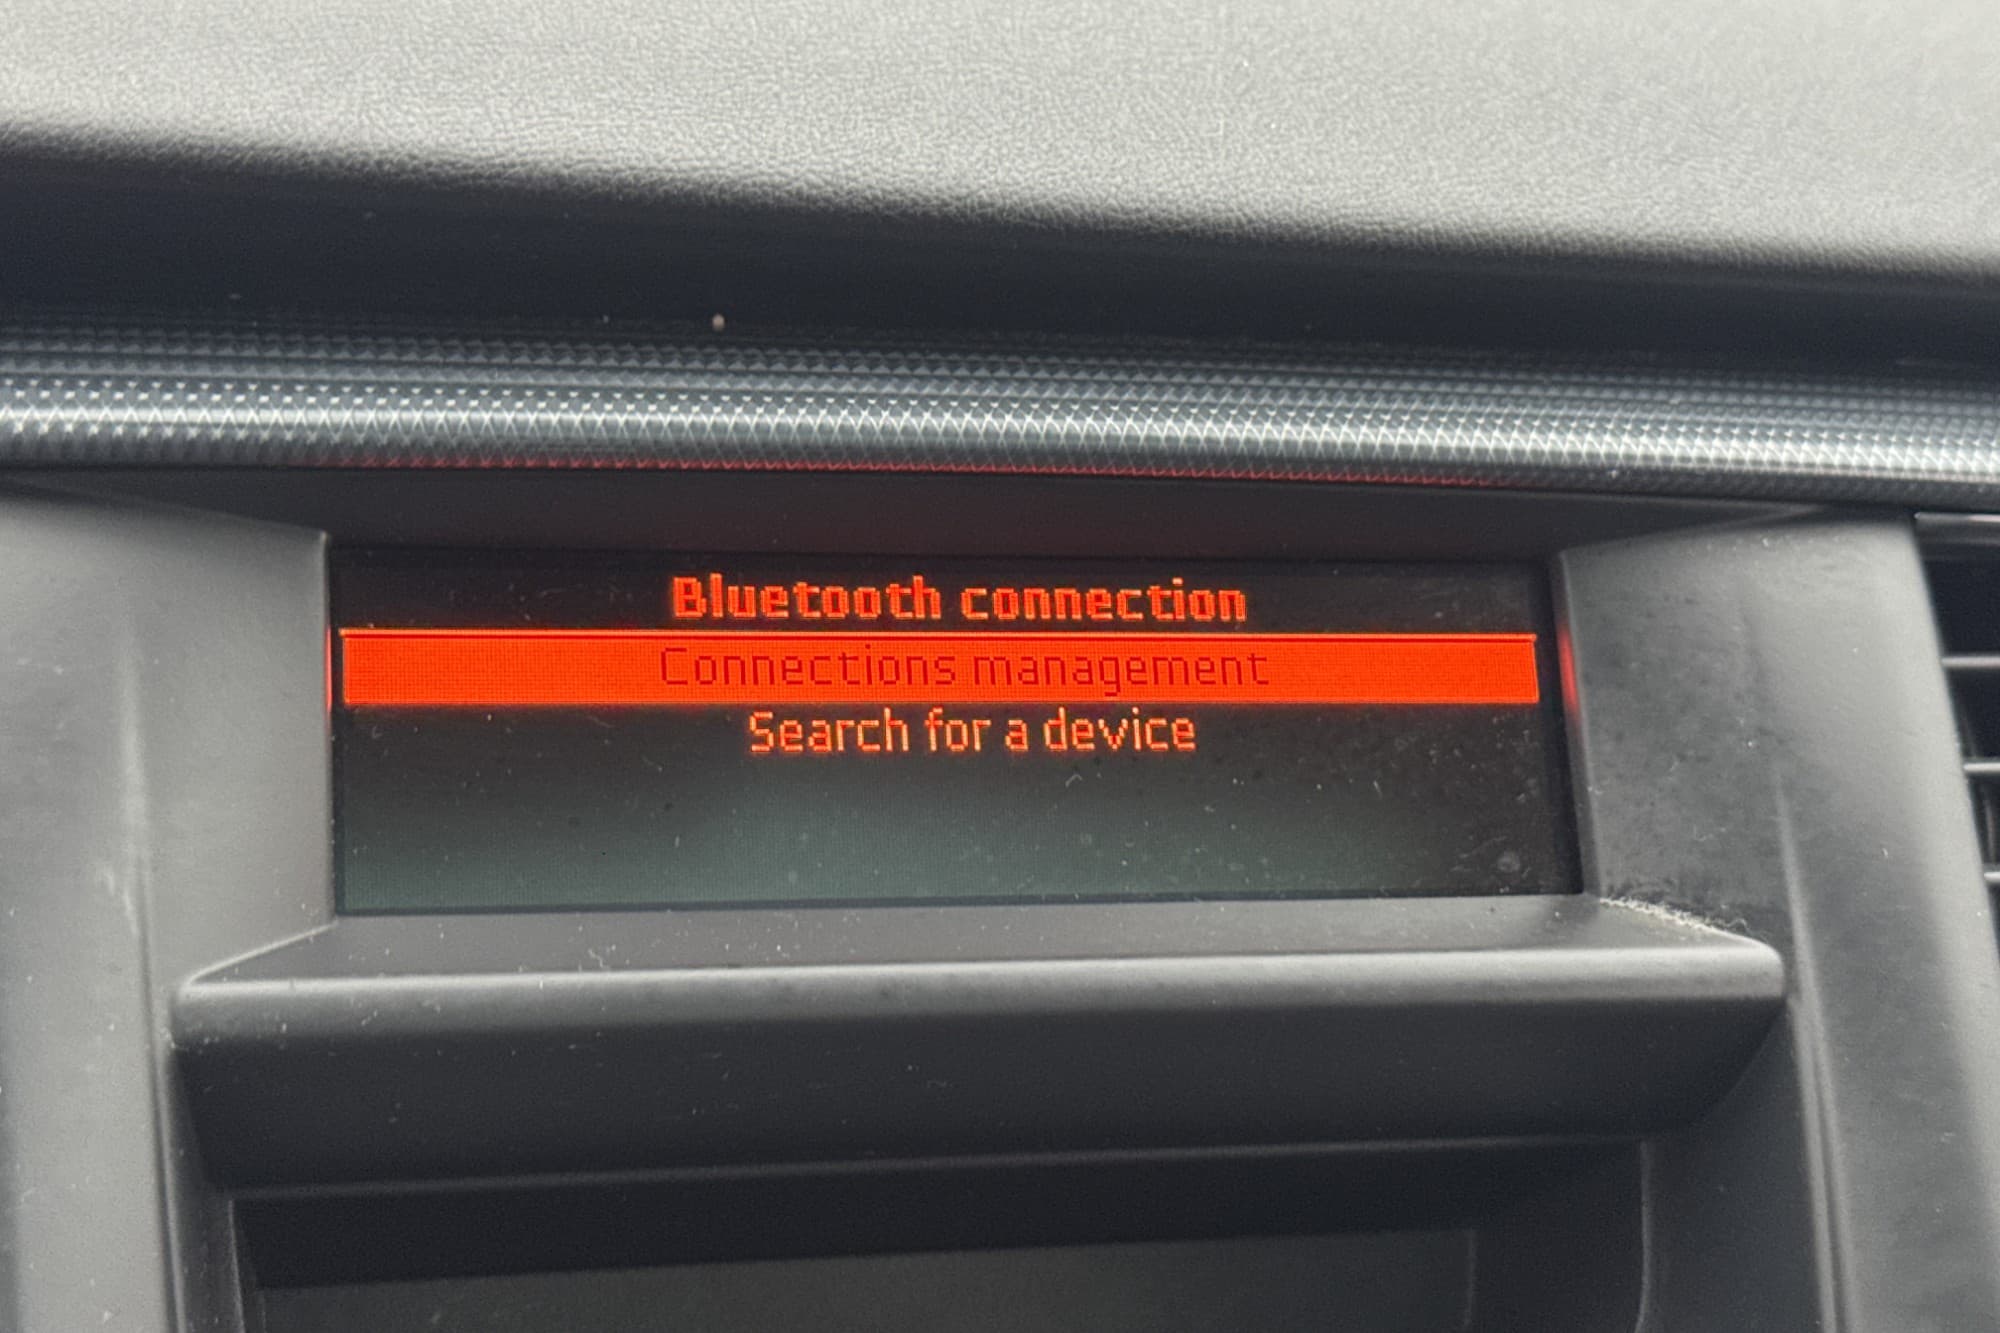 Bluetooth connection
Connections management
Search for a device